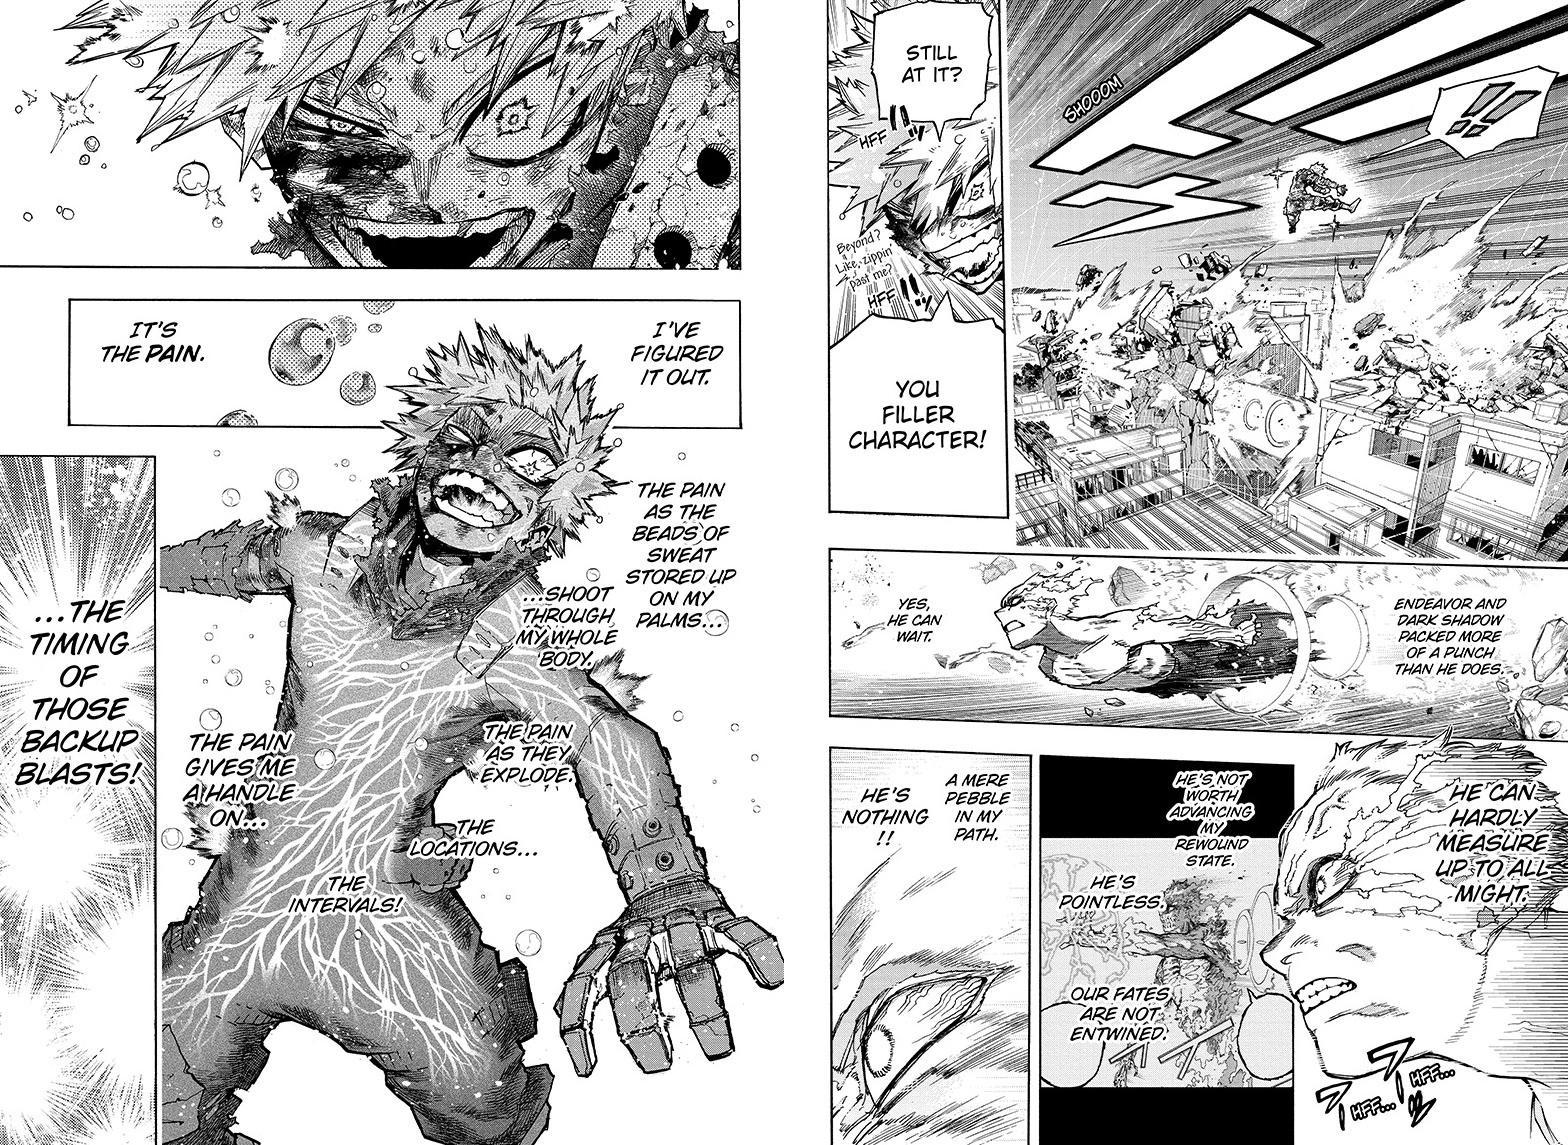 SHOOOM
!!
STILL
AT IT?
HFF
Beyond?
Like, zippin'
past me?
HFF
YOU
FILLER
CHARACTER!
CC
ENDEAVOR AND
DARK SHADOW
PACKED MORE
OF A PUNCH
THAN HE DOES.
YES,
HE CAN
WAIT.
HE CAN
HARDLY
MEASURE
UP TO ALL
MIGHT.
HFF...
HFF...
HE'S NOT
WORTH
ADVANCING
MY
REWOUND
STATE.
HE'S
POINTLESS.
OUR FATES
ARE NOT
ENTWINED.
A MERE
PEBBLE
IN MY
PATH.
HE'S
NOTHING
!!
I'VE
FIGURED
IT OUT.
IT'S
THE PAIN.
THE PAIN
AS THE
BEADS OF
SWEAT
STORED UP
ON MY
PALMS...
...SHOOT
THROUGH
MY WHOLE
BODY.
THE PAIN
AS THEY
EXPLODE.
THE PAIN
GIVES ME
A HANDLE
ON...
THE
LOCATIONS...
THE
INTERVALS!
...THE
TIMING
OF
THOSE
BACKUP
BLASTS!